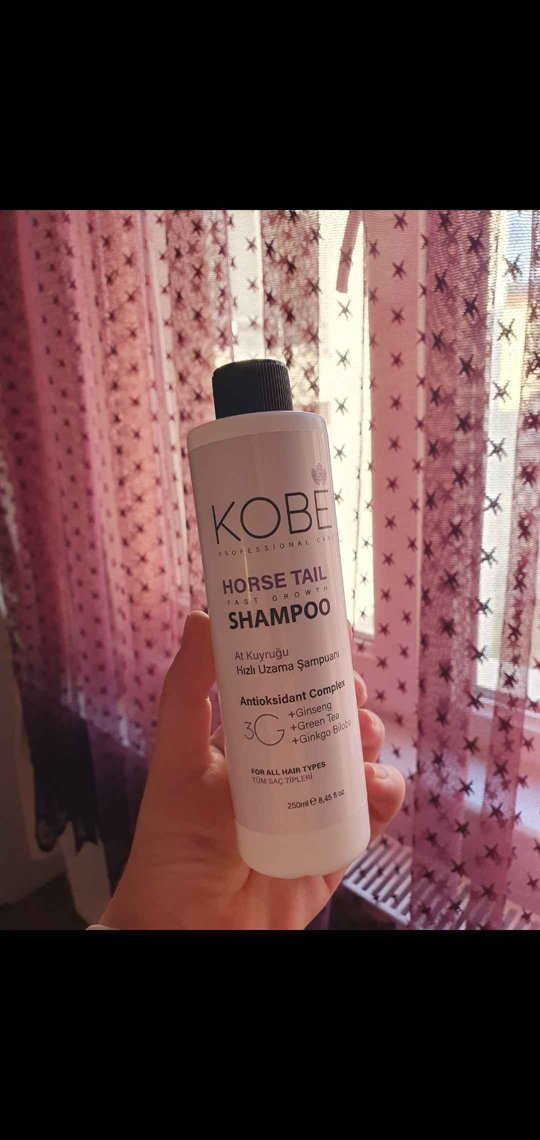 KOBE
PROFESSIONAL CARE
HORSE TAIL
FAST GROWTH
SHAMPOO
At Kuyruğu
Hızlı Uzama Şampuanı
Antioksidant Complex
3G
+Ginseng
+Green Tea
+Ginkgo Biloba
FOR ALL HAIR TYPES
TÜM SAÇ TİPLERİ
250ml ℮ 8,45 fl oz